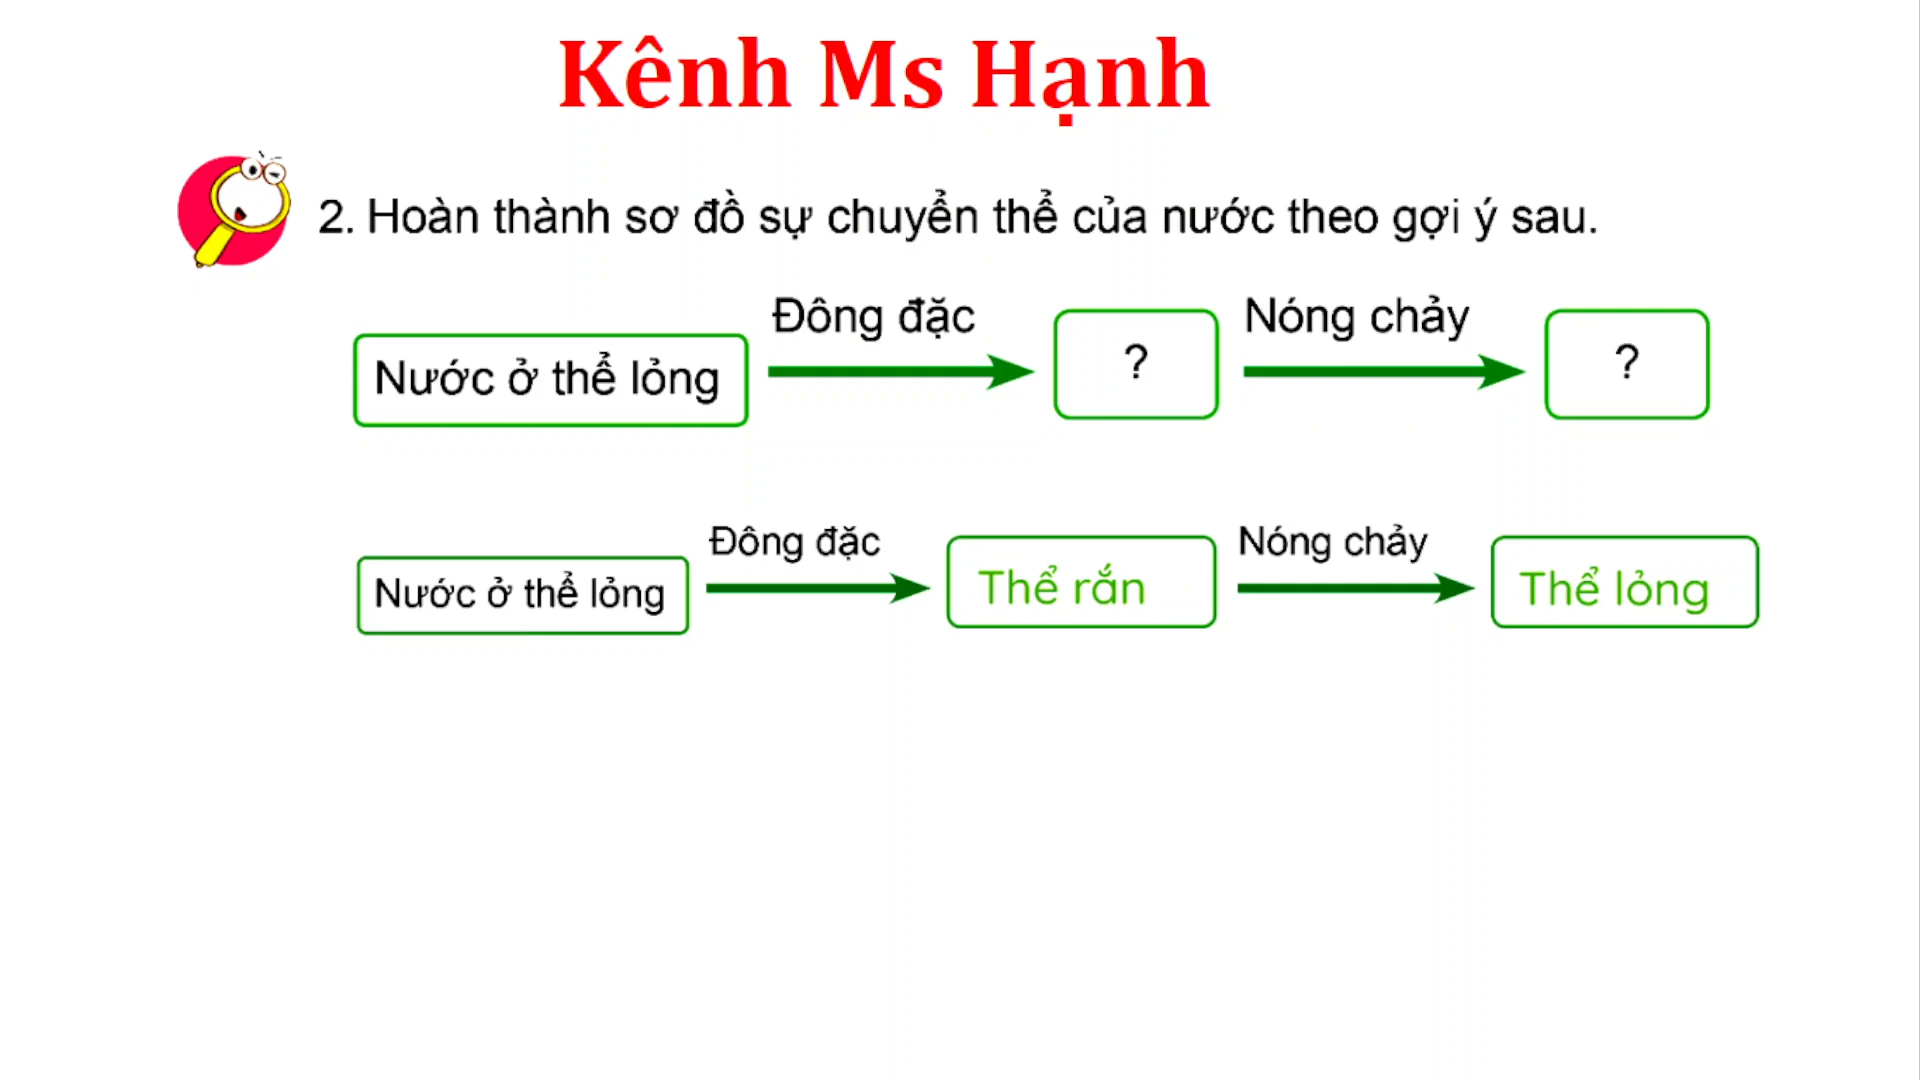 Kênh Ms Hạnh
2. Hoàn thành sơ đồ sự chuyển thể của nước theo gợi ý sau.
Đông đặc
Nóng chảy
Nước ở thể lỏng
?
?
Đông đặc
Nóng chảy
Nước ở thể lỏng
Thể rắn
Thể lỏng